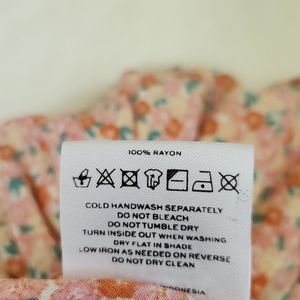 100% RAYON
COLD HANDWASH SEPARATELY
DO NOT BLEACH
DO NOT TUMBLE DRY
TURN INSIDE OUT WHEN WASHING
DRY FLAT IN SHADE
LOW IRON AS NEEDED ON REVERSE
DO NOT DRY CLEAN
INDONESIA